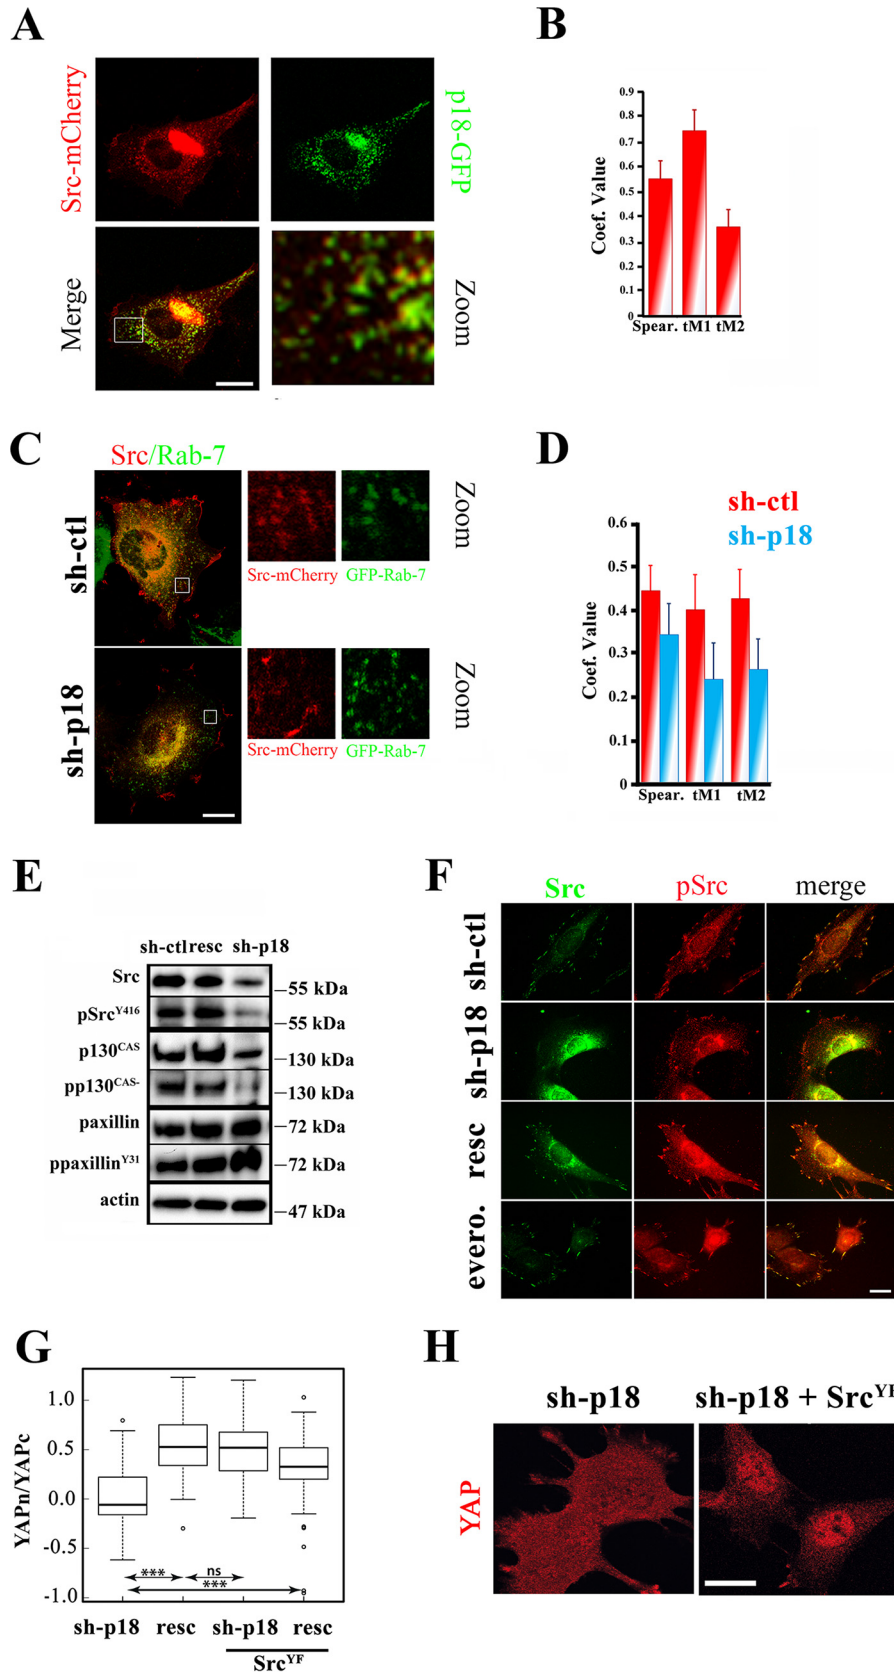 A
B
Src-mCherry
p18-GFP
Merge
Zoom
Coef. Value
0.9
0.8
0.7
0.6
0.5
0.4
0.3
0.2
0.1
0
Spear. tM1 tM2
C
D
Src/Rab-7
sh-ctl
Src-mCherry GFP-Rab-7
Zoom
sh-p18
Src-mCherry GFP-Rab-7
Zoom
sh-ctl
sh-p18
Coef. Value
0.6
0.5
0.4
0.3
0.2
0.1
0
Spear. tM1 tM2
E
sh-ctl resc sh-p18
Src
55 kDa
pSrcY416
55 kDa
p130CAS
130 kDa
pp130CAS-
130 kDa
paxillin
72 kDa
ppaxillinY31
72 kDa
actin
47 kDa
F
Src pSrc merge
sh-ctl
sh-p18
resc
evero.
G
YAPn/YAPc
1.0
0.5
0.0
-0.5
-1.0
*** ns
***
sh-p18 resc sh-p18 resc
SrcYF
H
sh-p18 sh-p18 + SrcYF
YAP